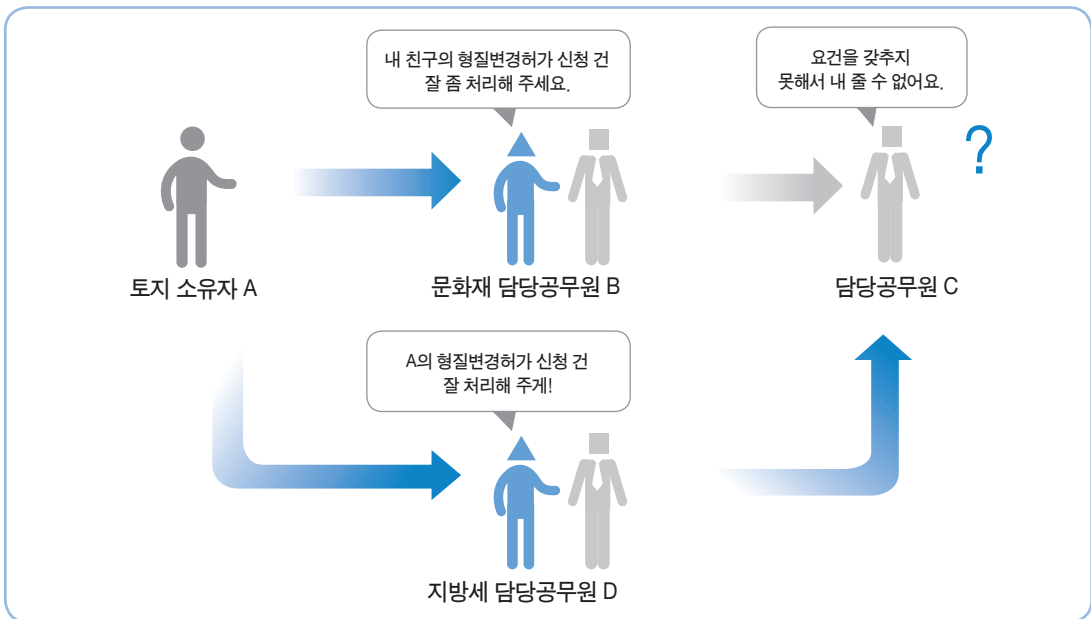 내 친구의 형질변경허가 신청 건
잘 좀 처리해 주세요.
요건을 갖추지
못해서 내 줄 수 없어요.
?
토지 소유자 A
문화재 담당공무원 B
담당공무원 C
A의 형질변경허가 신청 건
잘 처리해 주게!
지방세 담당공무원 D